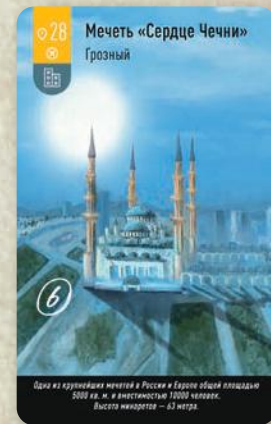 28
Мечеть «Сердце Чечни»
Грозный
6
Одна из крупнейших мечетей в России и Европе общей площадью
5000 кв. м. и вместимостью 10000 человек.
Высота минаретов — 63 метра.